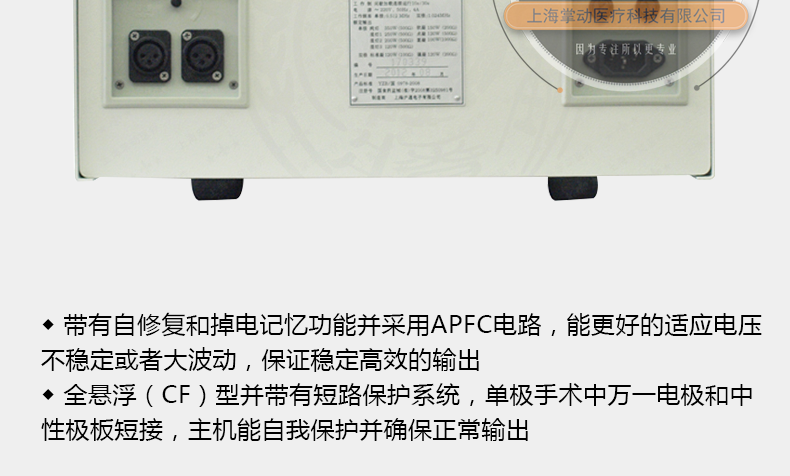 上海掌动医疗科技有限公司
因为专注所以更专业
◆ 带有自修复和掉电记忆功能并采用APFC电路，能更好的适应电压
不稳定或者大波动，保证稳定高效的输出
◆ 全悬浮（CF）型并带有短路保护系统，单极手术中万一电极和中
性极板短接，主机能自我保护并确保正常输出